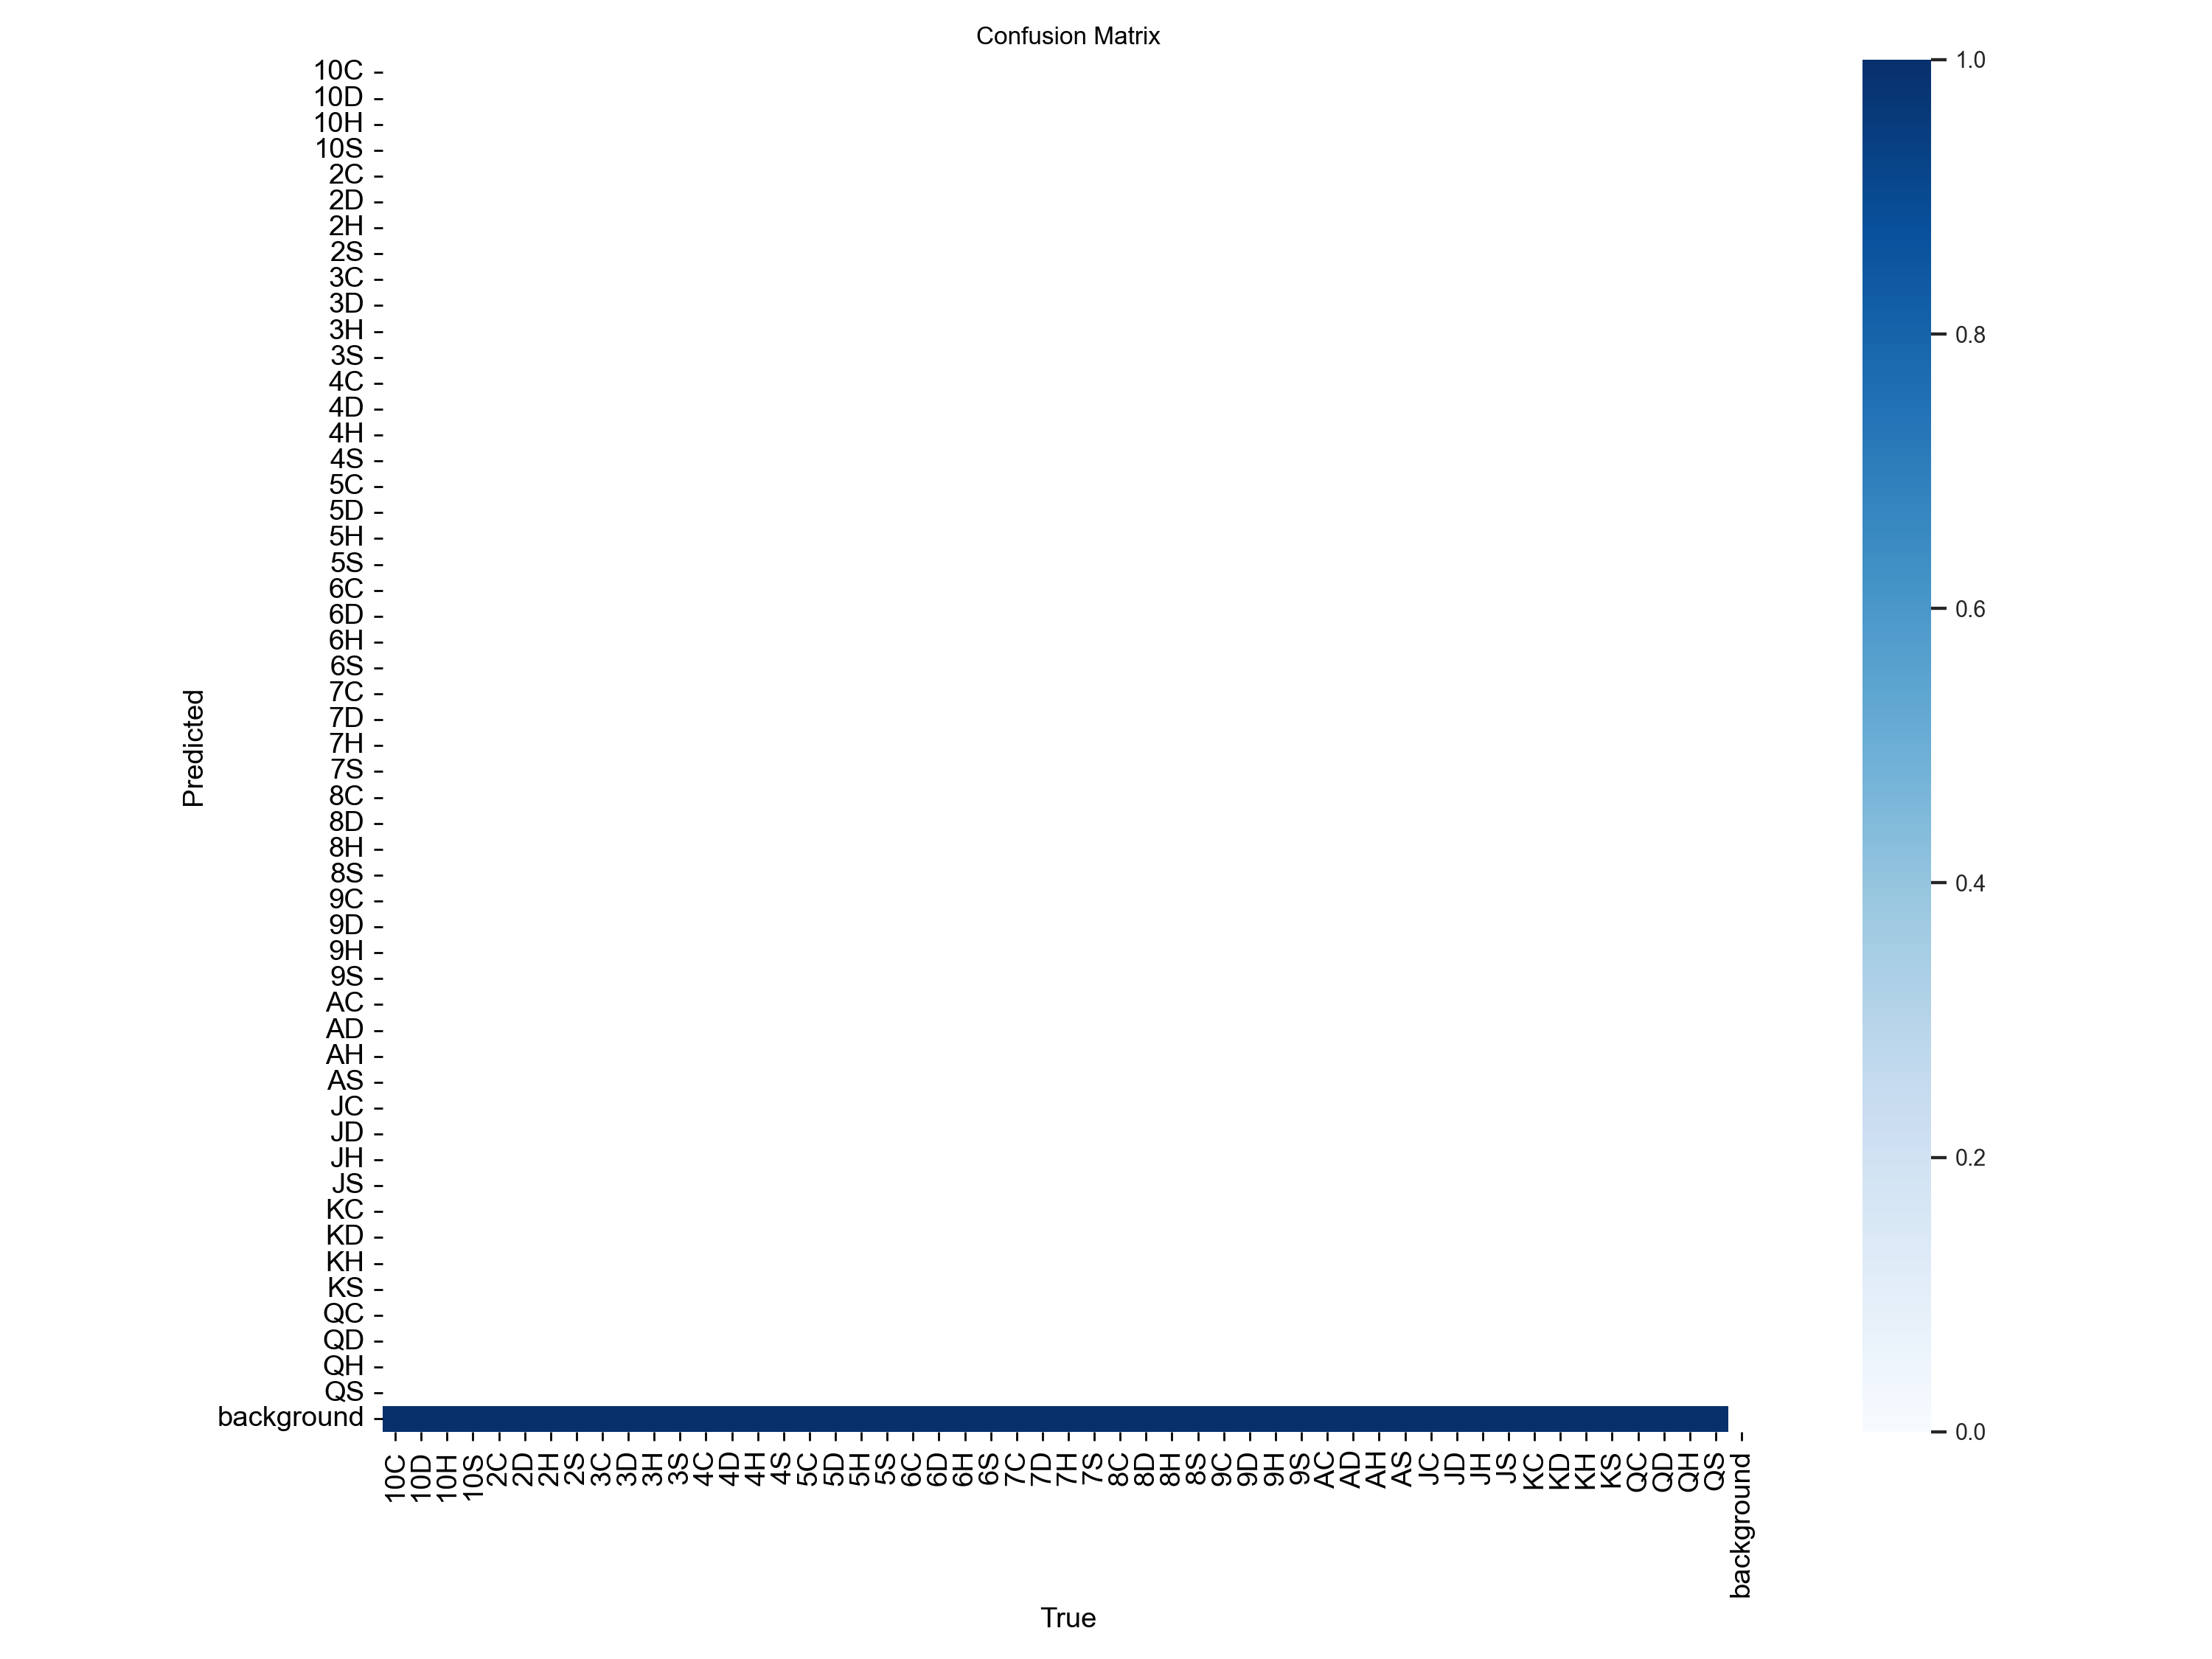 Confusion Matrix
10C
10D
10H
10S
2C
2D
2H
2S
3C
3D
3H
3S
4C
4D
4H
4S
5C
5D
5H
5S
6C
6D
6H
6S
7C
7D
7H
7S
8C
8D
8H
8S
9C
9D
9H
9S
AC
AD
AH
AS
JC
JD
JH
JS
KC
KD
KH
KS
QC
QD
QH
QS
background
Predicted
10C 10D 10H 10S 2C 2D 2H 2S 3C 3D 3H 3S 4C 4D 4H 4S 5C 5D 5H 5S 6C 6D 6H 6S 7C 7D 7H 7S 8C 8D 8H 8S 9C 9D 9H 9S AC AD AH AS JC JD JH JS KC KD KH KS QC QD QH QS background
True
1.0
0.8
0.6
0.4
0.2
0.0